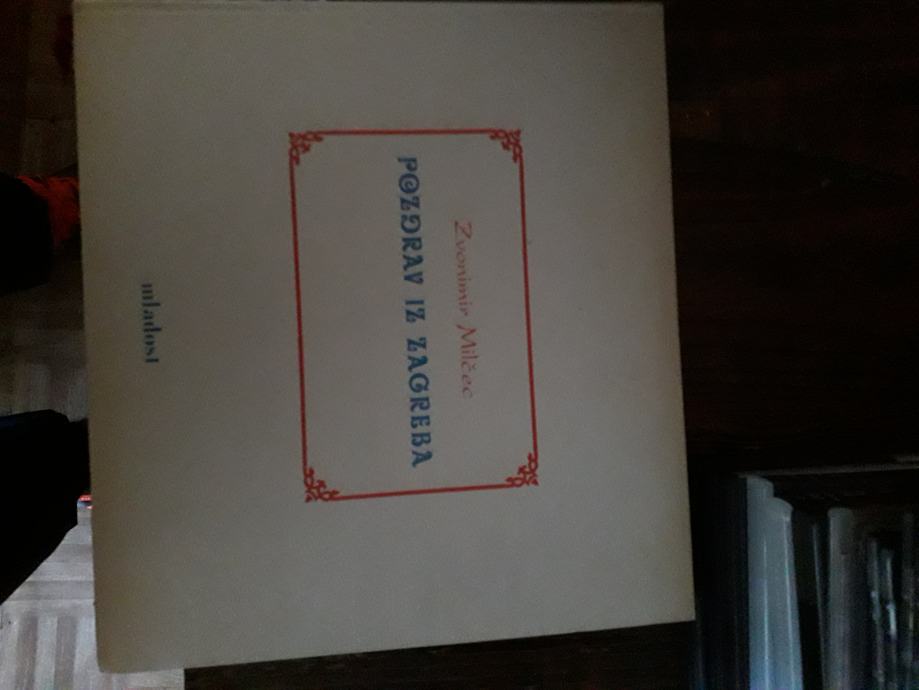 Zvonimir Milčec
POZDRAV IZ ZAGREBA
mladost